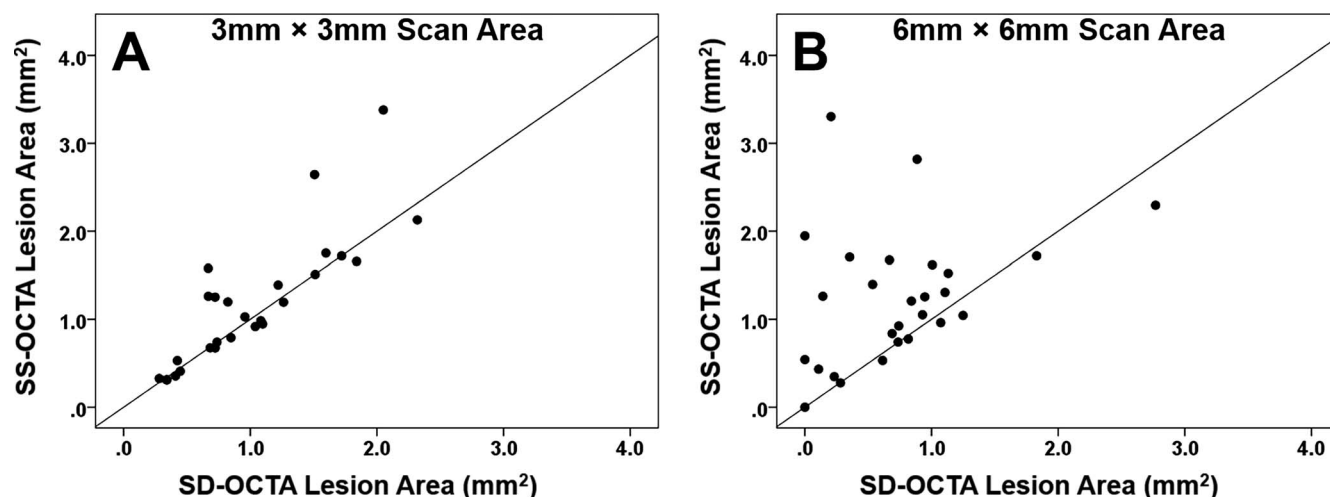 A
3mm × 3mm Scan Area
SS-OCTA Lesion Area (mm²)
4.0
3.0
2.0
1.0
.0
.0 1.0 2.0 3.0 4.0
SD-OCTA Lesion Area (mm²)
B
6mm × 6mm Scan Area
SS-OCTA Lesion Area (mm²)
4.0
3.0
2.0
1.0
.0
.0 1.0 2.0 3.0 4.0
SD-OCTA Lesion Area (mm²)